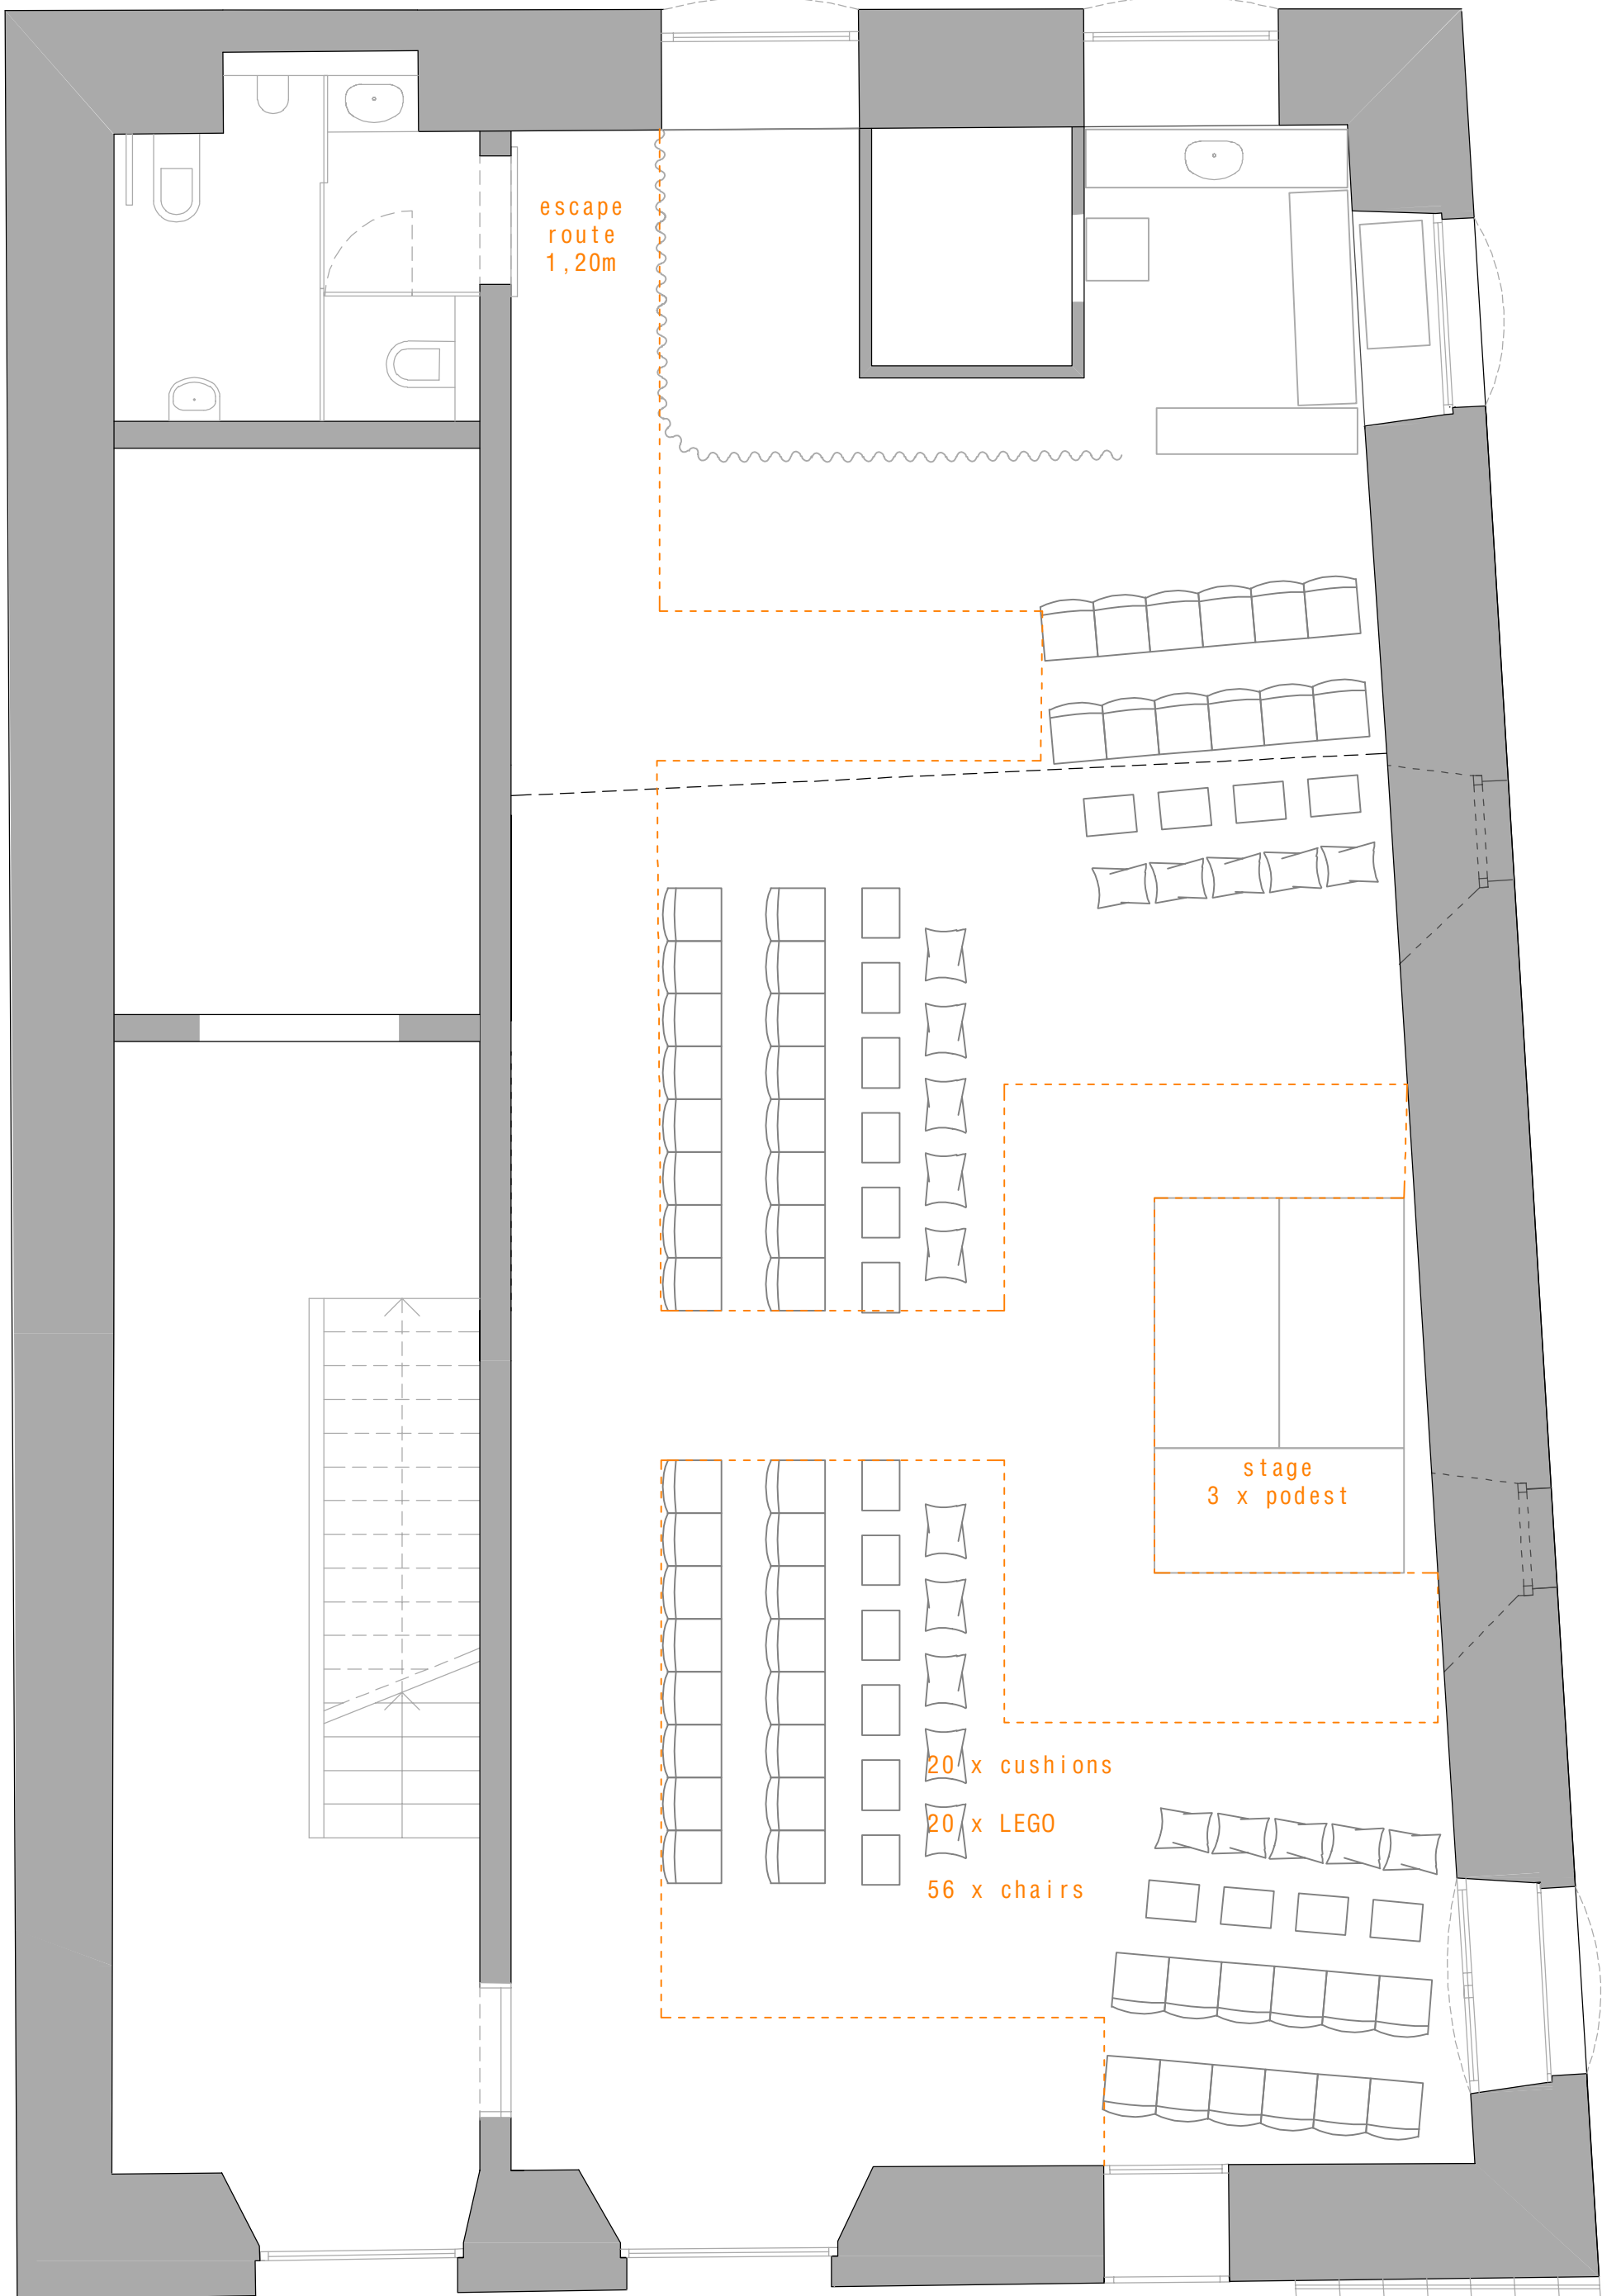 escape
route
1,20m
stage
3 x podest
20 x cushions
20 x LEGO
56 x chairs